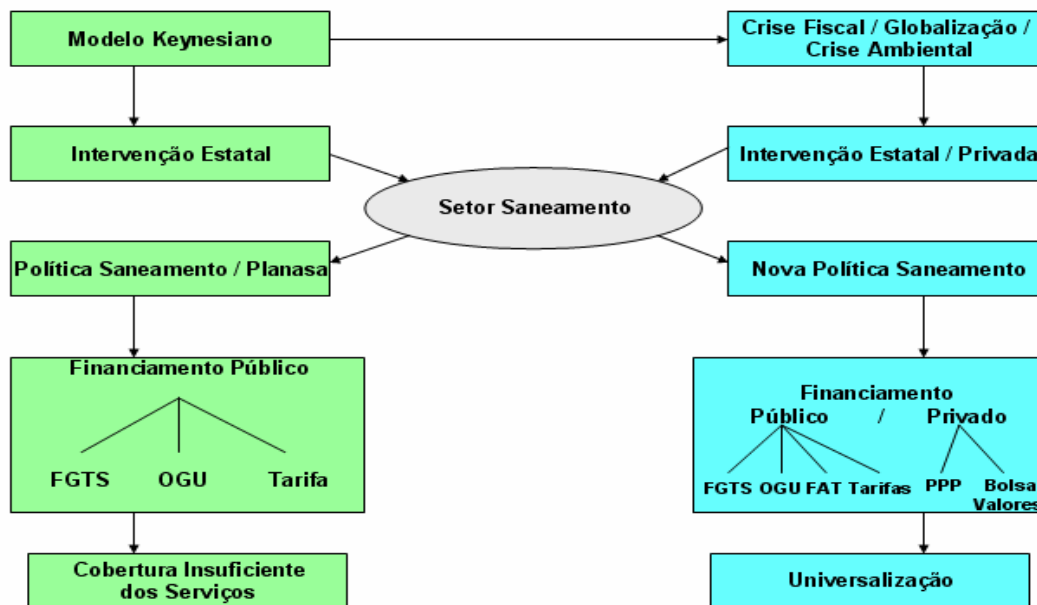 Modelo Keynesiano
Crise Fiscal / Globalização /
Crise Ambiental
Intervenção Estatal
Intervenção Estatal / Privada
Setor Saneamento
Política Saneamento / Planasa
Nova Política Saneamento
Financiamento Público
FGTS OGU Tarifa
Financiamento
Público / Privado
FGTS OGU FAT Tarifas PPP Bolsa
Valores
Cobertura Insuficiente
dos Serviços
Universalização